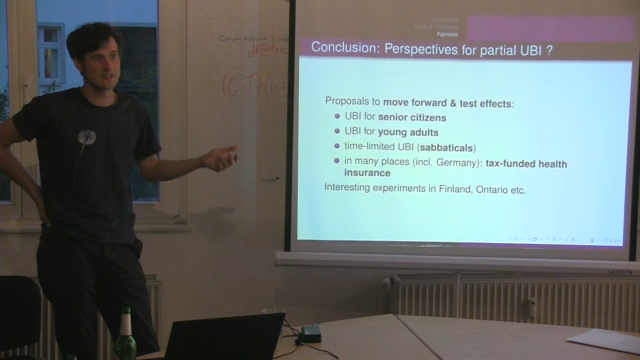 Fairness
Conclusion: Perspectives for partial UBI ?
Proposals to move forward & test effects:
UBI for senior citizens
UBI for young adults
time-limited UBI (sabbaticals)
in many places (incl. Germany): tax-funded health
insurance
Interesting experiments in Finland, Ontario etc.